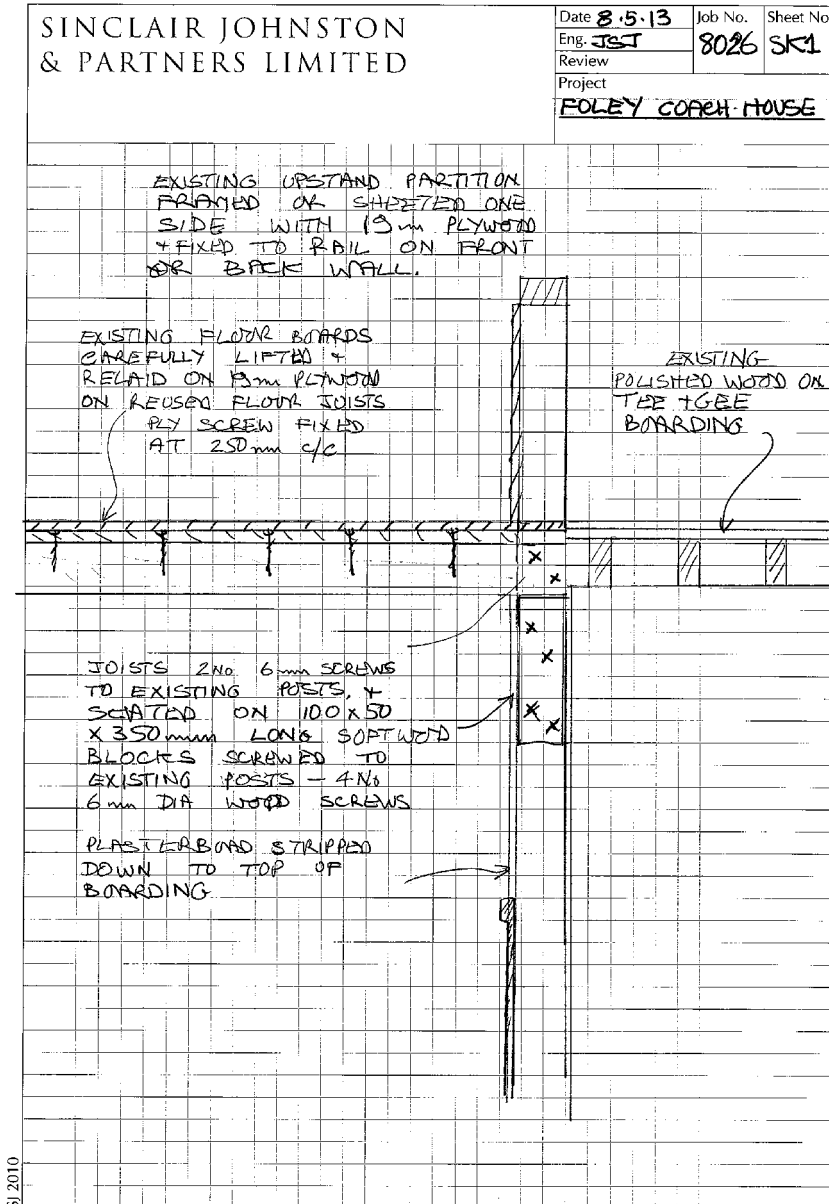 SINCLAIR JOHNSTON
& PARTNERS LIMITED
Date 8.5.13
Job No. 8026
Sheet No SK1
Eng. JSJ
Review
Project
FOLEY COACH-HOUSE
EXISTING UPSTAND PARTITION
FRAMED OR SHEETED ONE
SIDE WITH 19mm PLYWOOD
+ FIXED TO RAIL ON FRONT
OR BACK WALL.
EXISTING FLOOR BOARDS
CAREFULLY LIFTED +
RELAID ON 19mm PLYWOOD
ON REUSED FLOOR JOISTS
PLY SCREW FIXED
AT 250mm c/c
EXISTING
POLISHED WOOD ON
TEE + GEE
BOARDING
JOISTS 2No 6mm SCREWS
TO EXISTING POSTS, +
SEATED ON 100x50
x 350mm LONG SOFTWOOD
BLOCKS SCREWED TO
EXISTING POSTS - 4No
6mm DIA WOOD SCREWS
PLASTERBOARD STRIPPED
DOWN TO TOP OF
BOARDING
2010